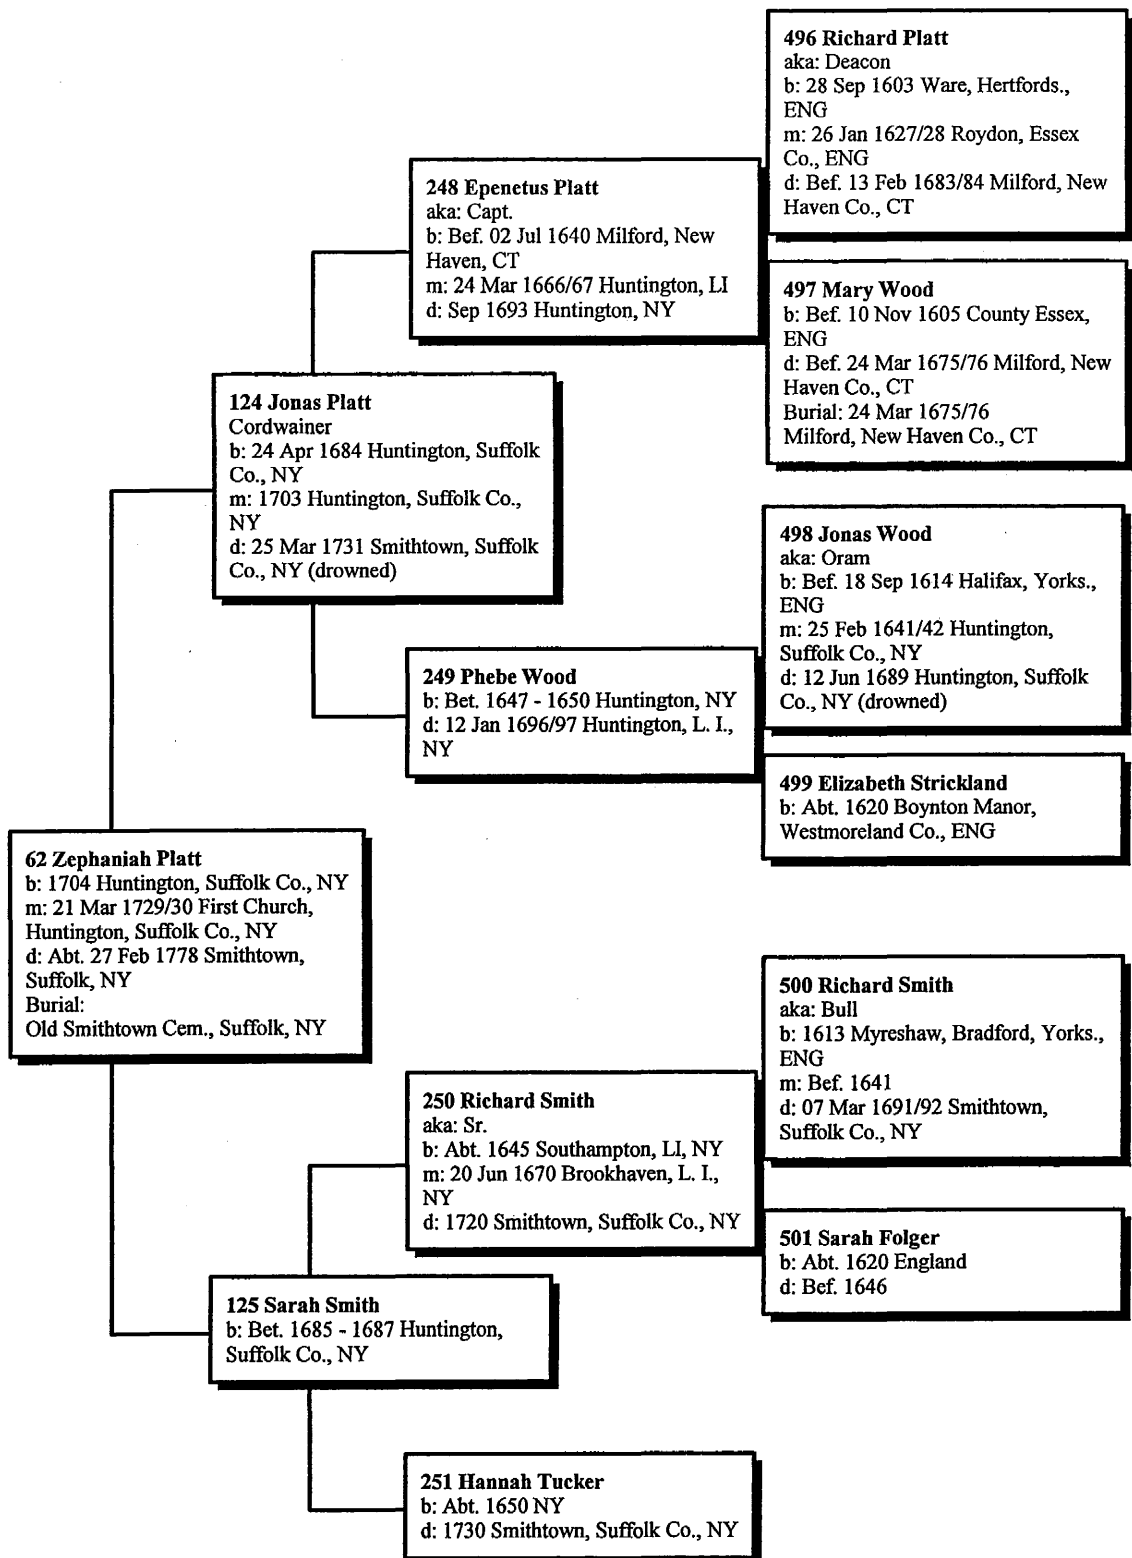 496 Richard Platt
aka: Deacon
b: 28 Sep 1603 Ware, Hertfords.,
ENG
m: 26 Jan 1627/28 Roydon, Essex
Co., ENG
d: Bef. 13 Feb 1683/84 Milford, New
Haven Co., CT
248 Epenetus Platt
aka: Capt.
b: Bef. 02 Jul 1640 Milford, New
Haven, CT
m: 24 Mar 1666/67 Huntington, LI
d: Sep 1693 Huntington, NY
497 Mary Wood
b: Bef. 10 Nov 1605 County Essex,
ENG
d: Bef. 24 Mar 1675/76 Milford, New
Haven Co., CT
Burial: 24 Mar 1675/76
Milford, New Haven Co., CT
124 Jonas Platt
Cordwainer
b: 24 Apr 1684 Huntington, Suffolk
Co., NY
m: 1703 Huntington, Suffolk Co.,
NY
d: 25 Mar 1731 Smithtown, Suffolk
Co., NY (drowned)
498 Jonas Wood
aka: Oram
b: Bef. 18 Sep 1614 Halifax, Yorks.,
ENG
m: 25 Feb 1641/42 Huntington,
Suffolk Co., NY
d: 12 Jun 1689 Huntington, Suffolk
Co., NY (drowned)
249 Phebe Wood
b: Bet. 1647 - 1650 Huntington, NY
d: 12 Jan 1696/97 Huntington, L. I.,
NY
499 Elizabeth Strickland
b: Abt. 1620 Boynton Manor,
Westmoreland Co., ENG
62 Zephaniah Platt
b: 1704 Huntington, Suffolk Co., NY
m: 21 Mar 1729/30 First Church,
Huntington, Suffolk Co., NY
d: Abt. 27 Feb 1778 Smithtown,
Suffolk, NY
Burial:
Old Smithtown Cem., Suffolk, NY
500 Richard Smith
aka: Bull
b: 1613 Myreshaw, Bradford, Yorks.,
ENG
m: Bef. 1641
d: 07 Mar 1691/92 Smithtown,
Suffolk Co., NY
250 Richard Smith
aka: Sr.
b: Abt. 1645 Southampton, LI, NY
m: 20 Jun 1670 Brookhaven, L. I.,
NY
d: 1720 Smithtown, Suffolk Co., NY
501 Sarah Folger
b: Abt. 1620 England
d: Bef. 1646
125 Sarah Smith
b: Bet. 1685 - 1687 Huntington,
Suffolk Co., NY
251 Hannah Tucker
b: Abt. 1650 NY
d: 1730 Smithtown, Suffolk Co., NY